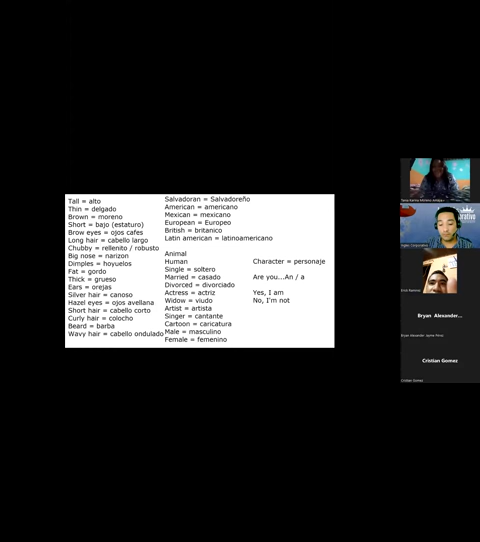 Tall = alto
Thin = delgado
Brown = moreno
Short = bajo (estaturo)
Brow eyes = ojos cafes
Long hair = cabello largo
Chubby = rellenito / robusto
Big nose = narizon
Dimples = hoyuelos
Fat = gordo
Thick = grueso
Ears = orejas
Silver hair = canoso
Hazel eyes = ojos avellana
Short hair = cabello corto
Curly hair = colocho
Beard = barba
Wavy hair = cabello ondulado
Salvadoran = Salvadoreño
American = americano
Mexican = mexicano
European = Europeo
British = britanico
Latin american = latinoamericano
Animal
Human
Single = soltero
Married = casado
Divorced = divorciado
Widow = viudo
Artist = artista
Actress = actriz
Singer = cantante
Cartoon = caricatura
Male = masculino
Female = femenino
Character = personaje
Are you...An / a
Yes, I am
No, I'm not
Bryan Alexander...
Cristian Gomez
Cristian Gomez